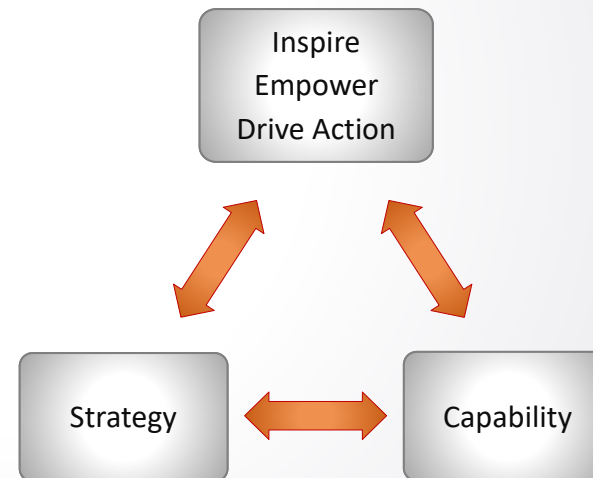 Inspire
Empower
Drive Action
Strategy
Capability